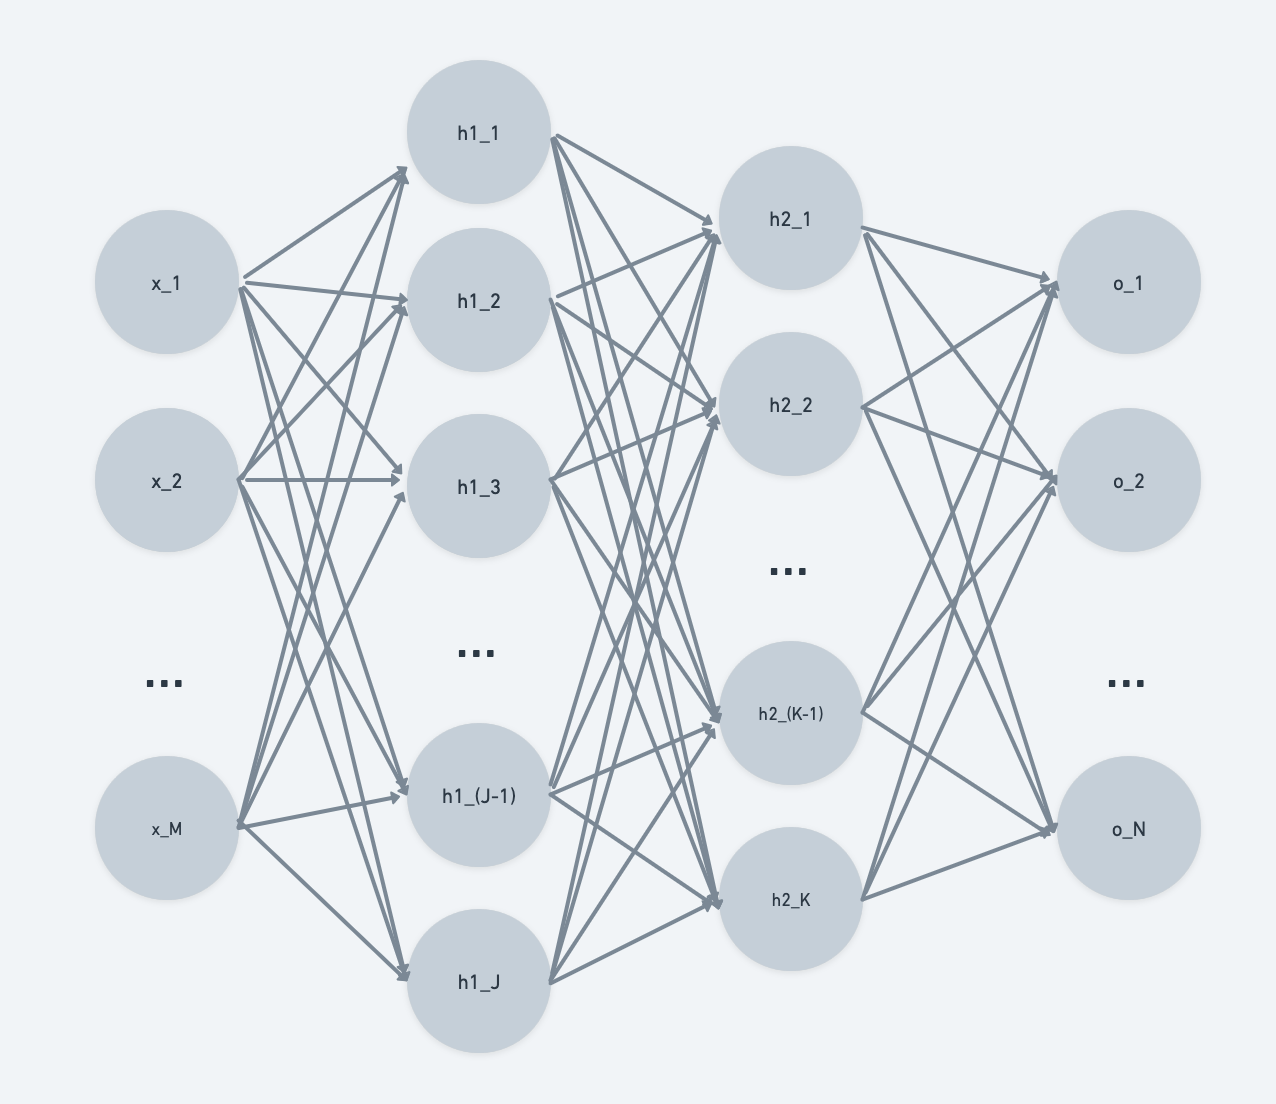 x_1
x_2
...
x_M
h1_1
h1_2
h1_3
...
h1_(J-1)
h1_J
h2_1
h2_2
...
h2_(K-1)
h2_K
o_1
o_2
...
o_N